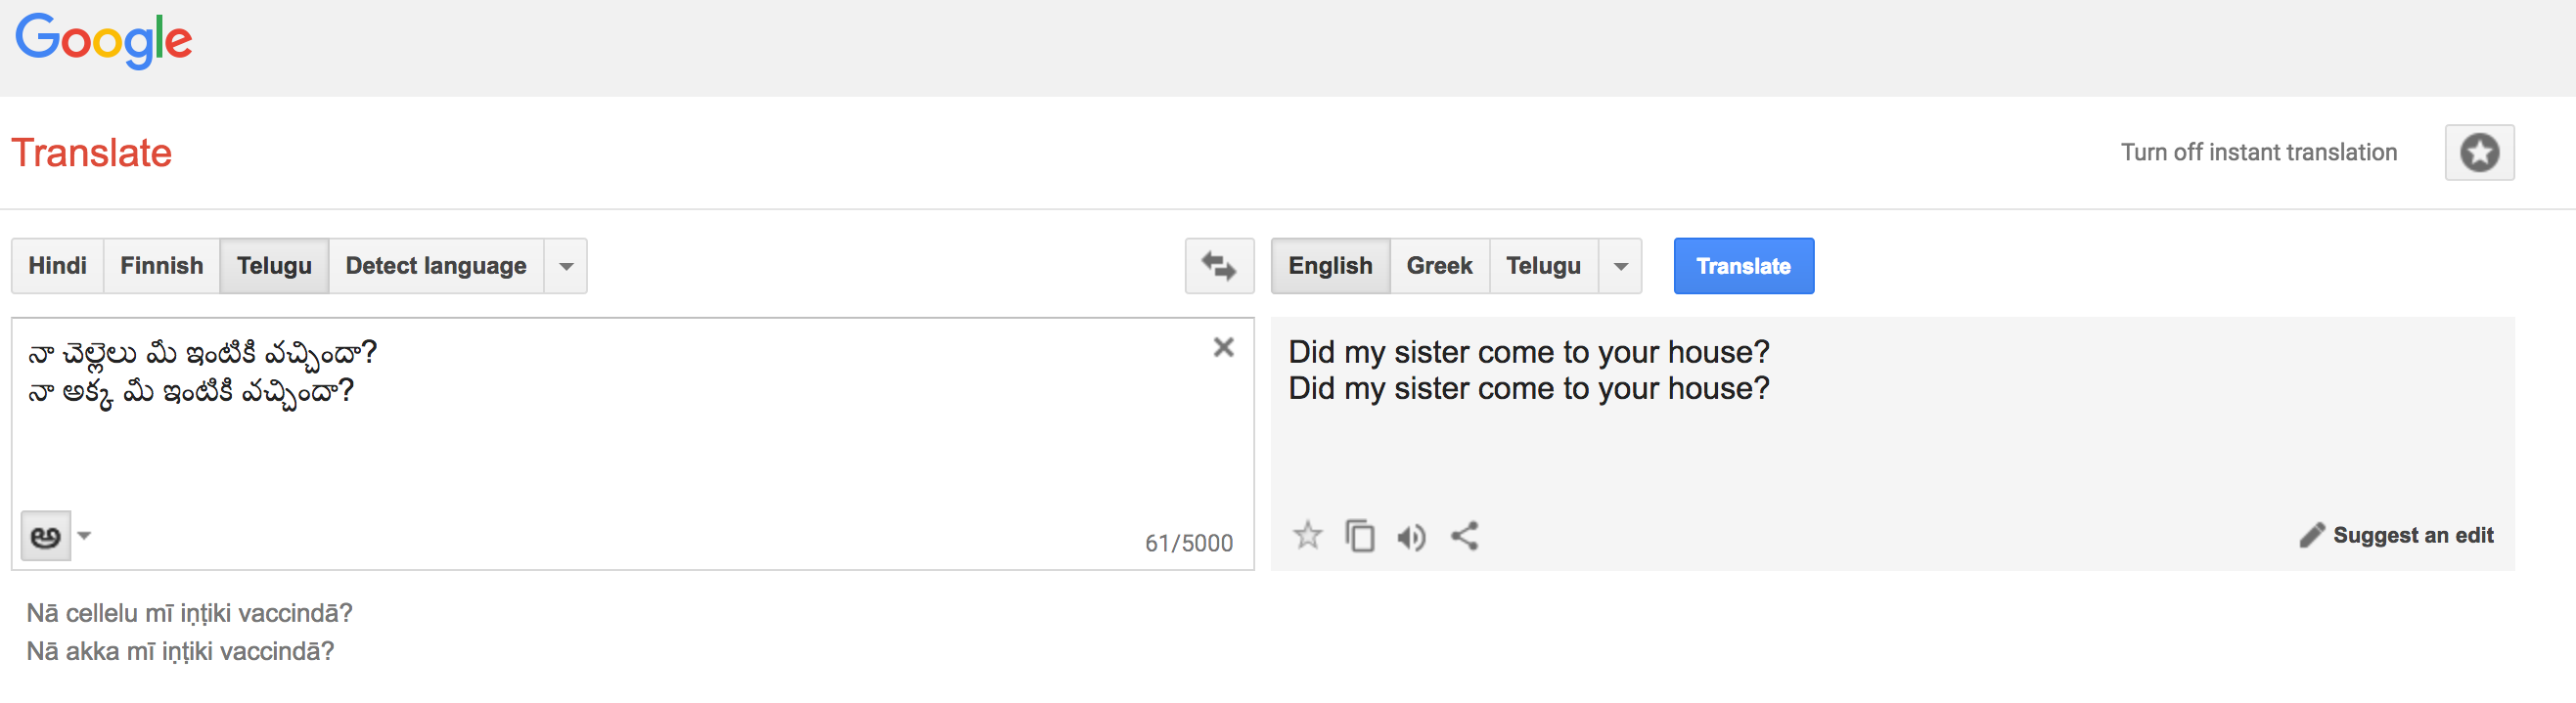 Google
Translate
Turn off instant translation
Hindi Finnish Telugu Detect language
English Greek Telugu Translate
నా చెల్లెలు మీ ఇంటికి వచ్చిందా?
నా అక్క మీ ఇంటికి వచ్చిందా?
Did my sister come to your house?
Did my sister come to your house?
అ
61/5000
Suggest an edit
Nā cellelu mī iṇṭiki vaccindā?
Nā akka mī iṇṭiki vaccindā?